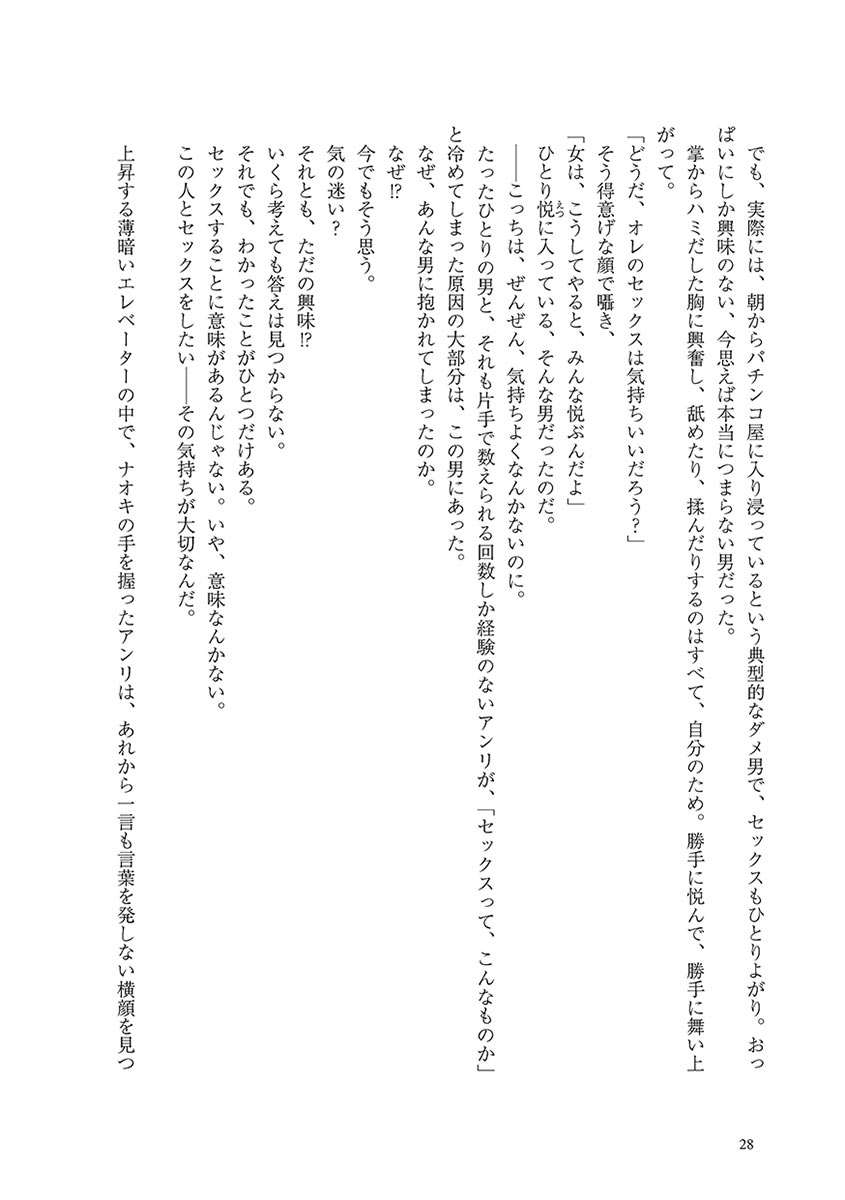 でも、実際には、朝からパチンコ屋に入り浸っているという典型的なダメ男で、セックスもひとりよがり。おっ
ぱいにしか興味のない、今思えば本当につまらない男だった。
掌からハミだした胸に興奮し、舐めたり、揉んだりするのはすべて、自分のため。勝手に悦んで、勝手に舞い上
がって。
「どうだ、オレのセックスは気持ちいいだろう?」
そう得意げな顔で囁き、
「女は、こうしてやると、みんな悦ぶんだよ」
ひとり悦えつに入っている、そんな男だったのだ。
――こっちは、ぜんぜん、気持ちよくなんかないのに。
たったひとりの男と、それも片手で数えられる回数しか経験のないアンリが、「セックスって、こんなものか」
と冷めてしまった原因の大部分は、この男にあった。
なぜ、あんな男に抱かれてしまったのか。
なぜ⁉
今でもそう思う。
気の迷い?
それとも、ただの興味⁉
いくら考えても答えは見つからない。
それでも、わかったことがひとつだけある。
セックスすることに意味があるんじゃない。いや、意味なんかない。
この人とセックスをしたい――その気持ちが大切なんだ。
上昇する薄暗いエレベーターの中で、ナオキの手を握ったアンリは、あれから一言も言葉を発しない横顔を見つ
28